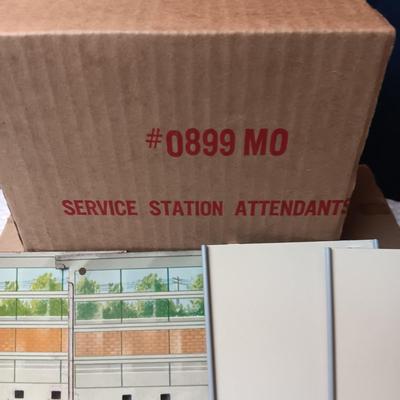 #0899 MO
SERVICE STATION ATTENDANTS